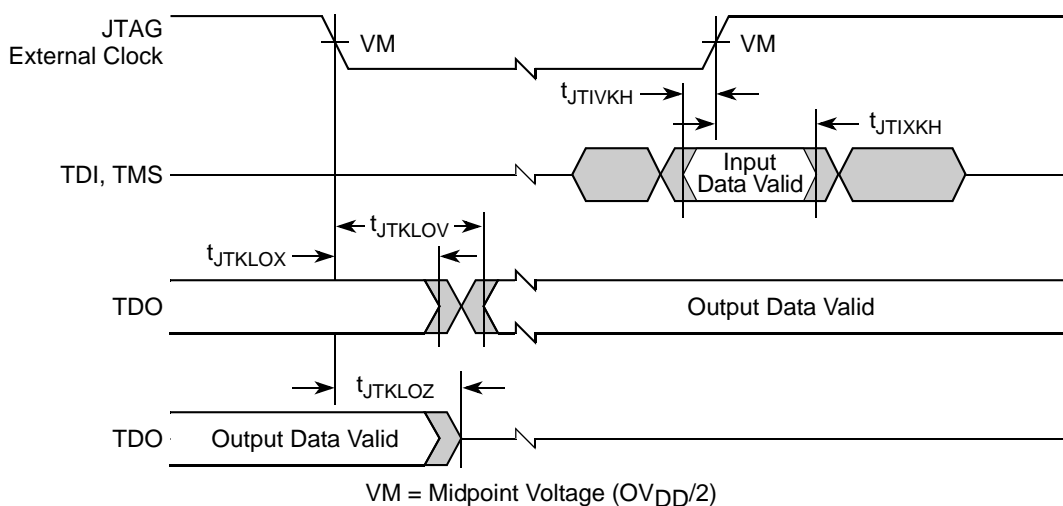 JTAG
External Clock
VM
VM
tJTIVKH
tJTIXKH
TDI, TMS
Input
Data Valid
tJTKLOV
tJTKLOX
TDO
Output Data Valid
tJTKLOZ
TDO
Output Data Valid
VM = Midpoint Voltage (OVDD/2)